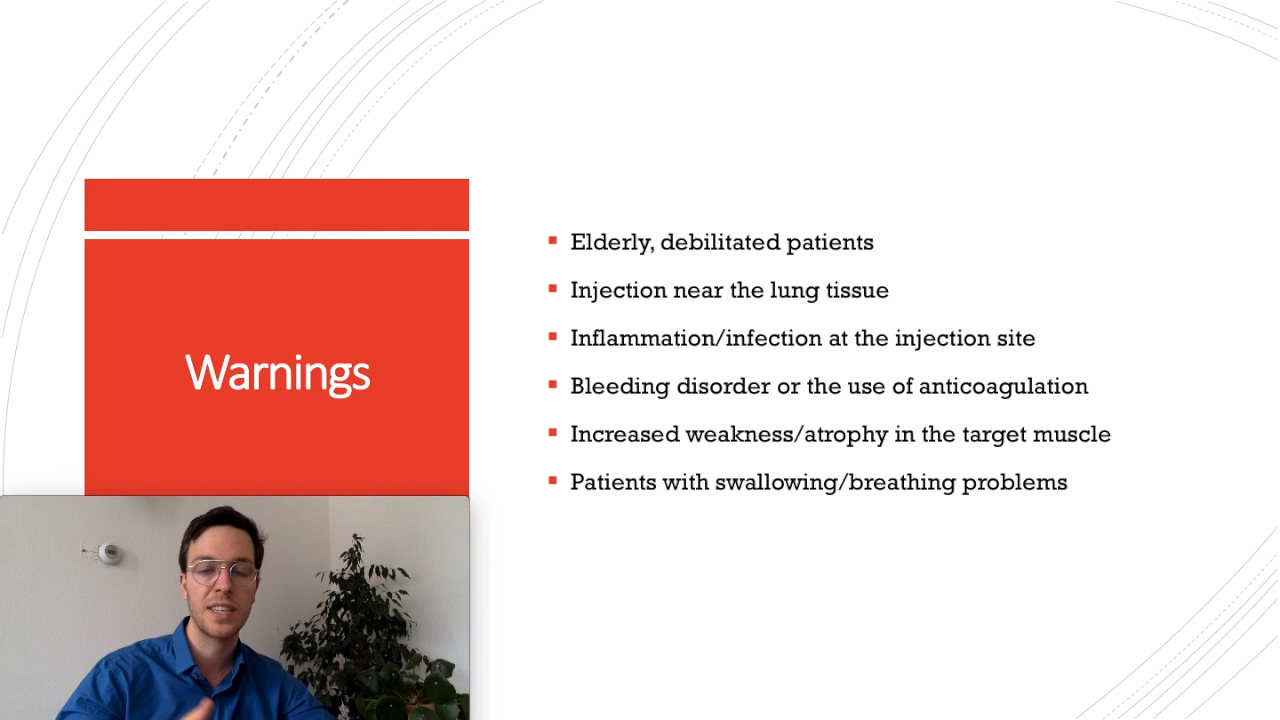 Warnings
Elderly, debilitated patients
Injection near the lung tissue
Inflammation/infection at the injection site
Bleeding disorder or the use of anticoagulation
Increased weakness/atrophy in the target muscle
Patients with swallowing/breathing problems